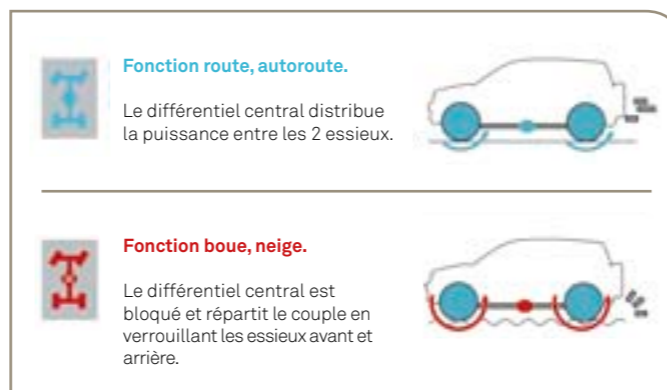 Fonction route, autoroute.
Le différentiel central distribue
la puissance entre les 2 essieux.
Fonction boue, neige.
Le différentiel central est
bloqué et répartit le couple en
verrouillant les essieux avant et
arrière.